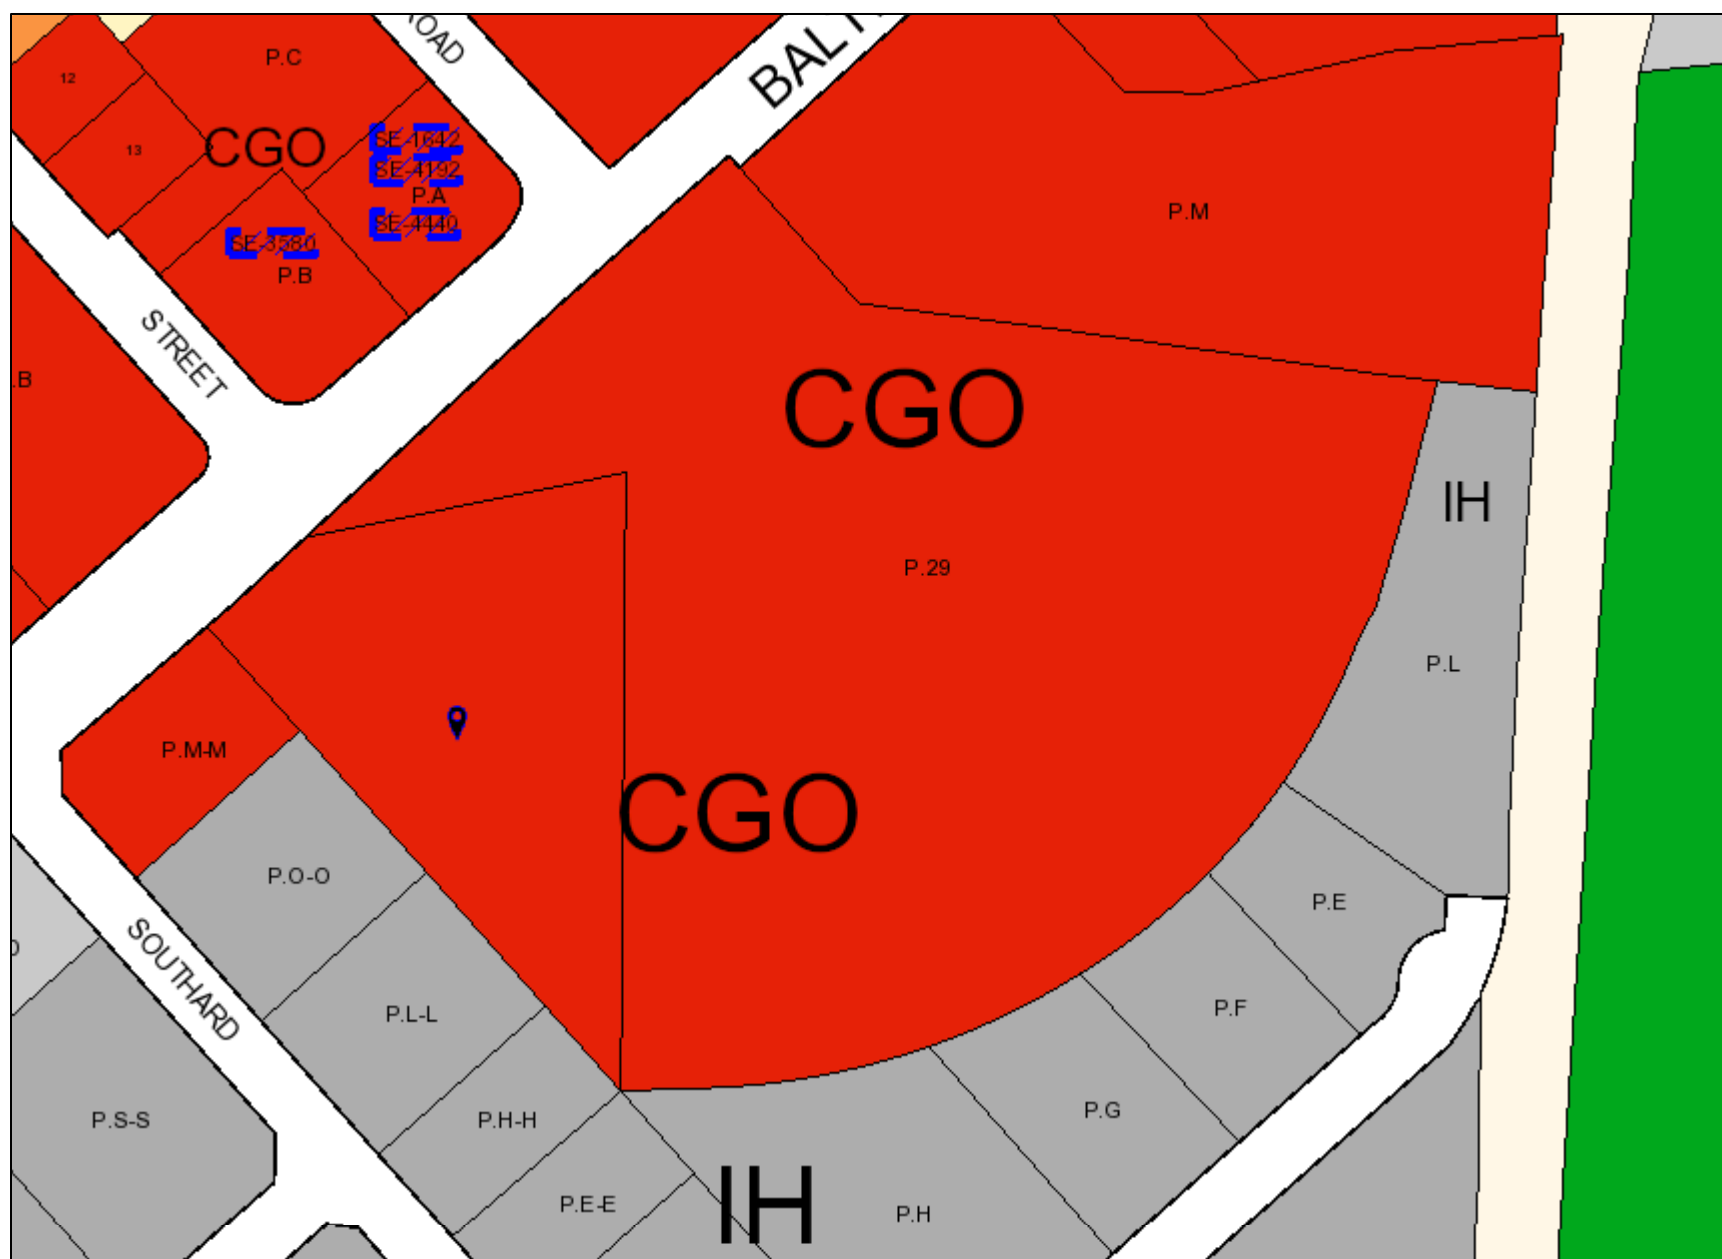 ROAD
BALT
P.C
12
13
CGO
SE-1642
SE-4192
P.A
SE-4440
SE-3580
P.B
P.M
STREET
.B
CGO
IH
P.29
P.L
P.M-M
CGO
P.O-O
P.E
SOUTHARD
P.L-L
P.F
P.S-S
P.H-H
P.G
P.E-E
IH
P.H